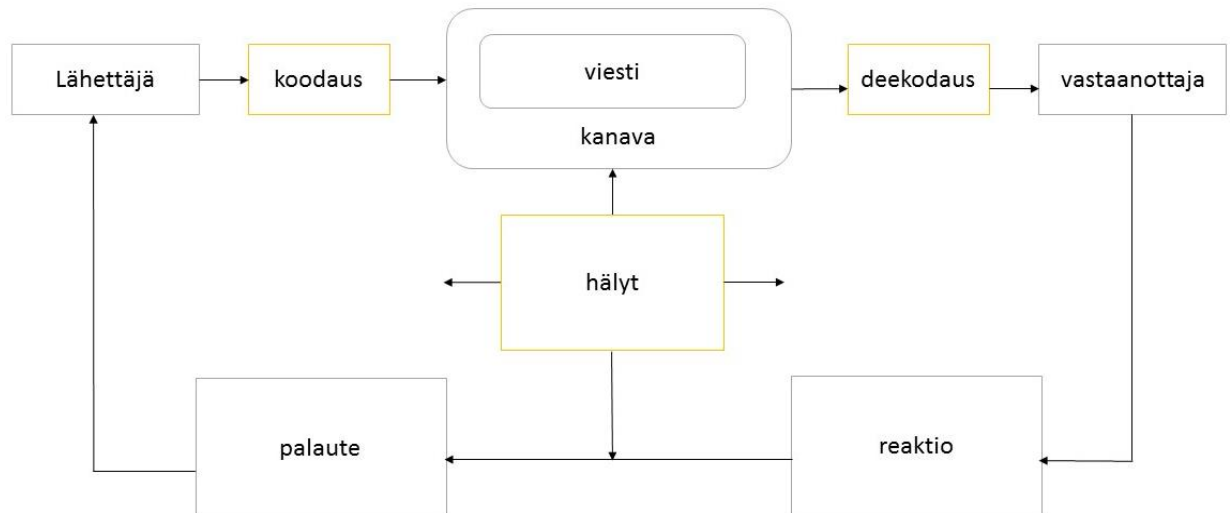 Lähettäjä
koodaus
viesti
kanava
deekodaus
vastaanottaja
hälyt
palaute
reaktio